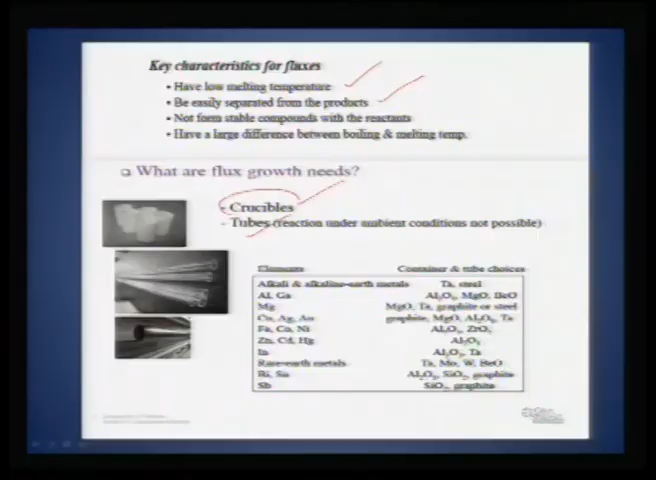 Key characteristics for fluxes
• Have low melting temperature
• Be easily separated from the products
• Not form stable compounds with the reactants
• Have a large difference between boiling & melting temp.
❑ What are flux growth needs?
- Crucibles
- Tubes (reaction under ambient conditions not possible)
Elements Container & tube choices
Alkali & alkaline-earth metals Ta, steel
Al, Ga Al₂O₃, MgO, BeO
Mg MgO, Ta, graphite or steel
Cu, Ag, Au graphite, MgO, Al₂O₃, Ta
Fe, Co, Ni Al₂O₃, ZrO₂
Zn, Cd, Hg Al₂O₃
In Al₂O₃, Ta
Rare-earth metals Ta, Mo, W, BeO
Bi, Sn Al₂O₃, SiO₂, graphite
Sb SiO₂, graphite